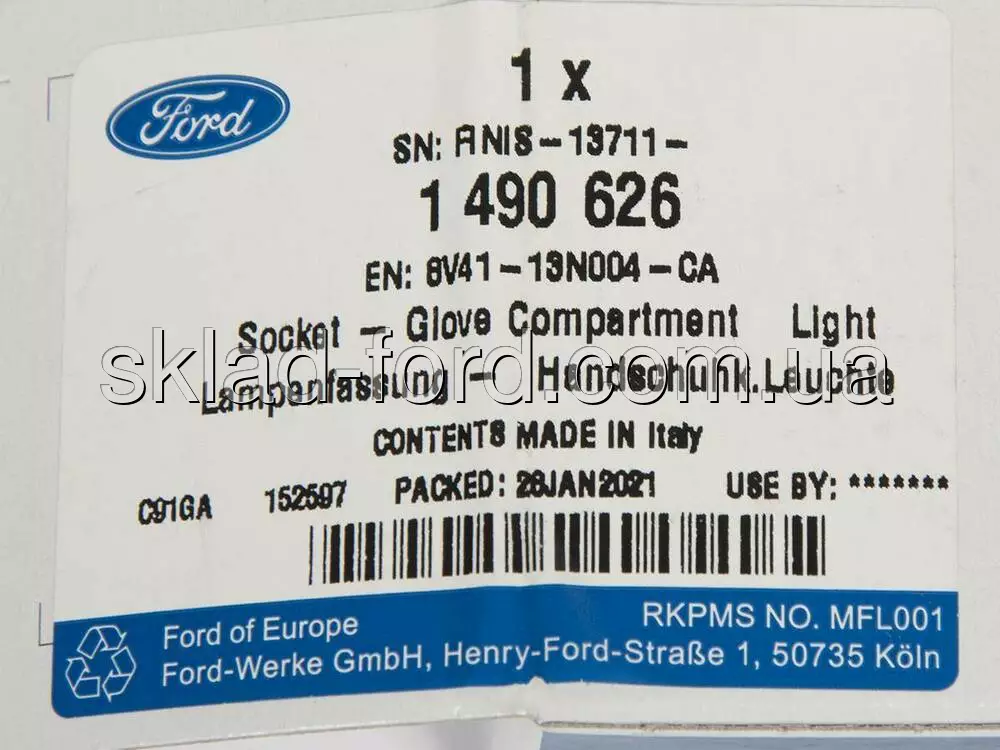 Ford
1 x
SN: FINIS-13711-
1 490 626
EN: 8V41-13N004-CA
Socket - Glove Compartment Light
sklad-ford.com.ua
Lampenfassung - Handschuhk.Leuchte
CONTENTS MADE IN Italy
C91GA 152597 PACKED: 28JAN2021 USE BY: *******
Ford of Europe
RKPMS NO. MFL001
Ford-Werke GmbH, Henry-Ford-Straße 1, 50735 Köln